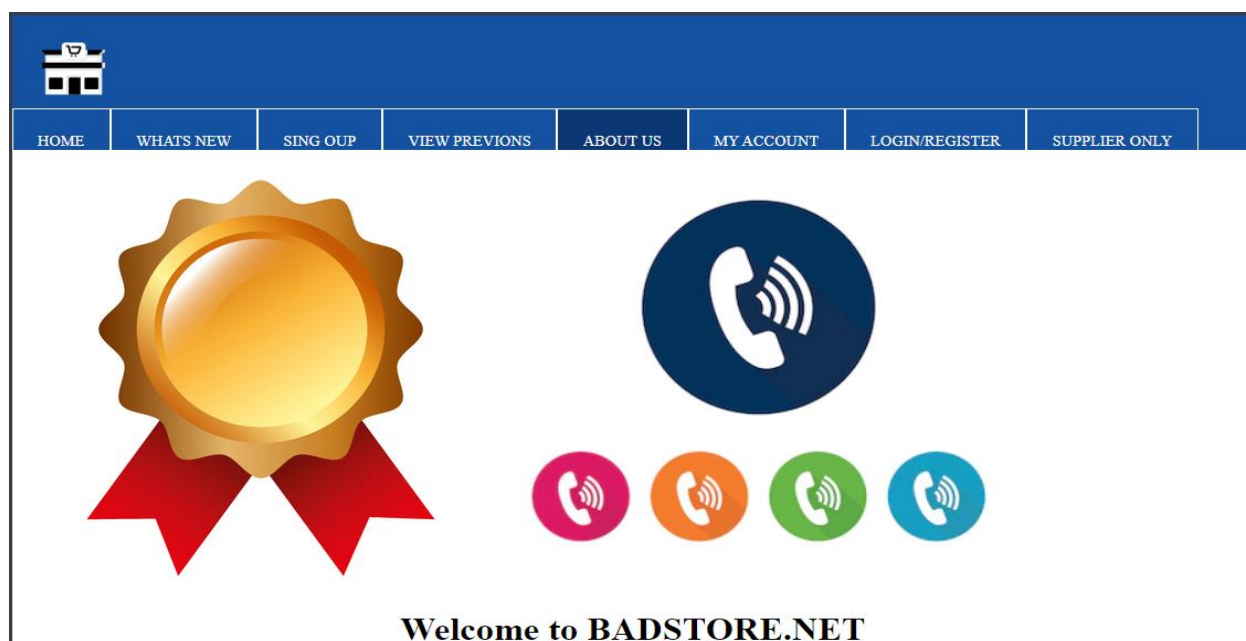 HOME WHATS NEW SING OUP VIEW PREVIONS ABOUT US MY ACCOUNT LOGIN/REGISTER SUPPLIER ONLY
Welcome to BADSTORE.NET